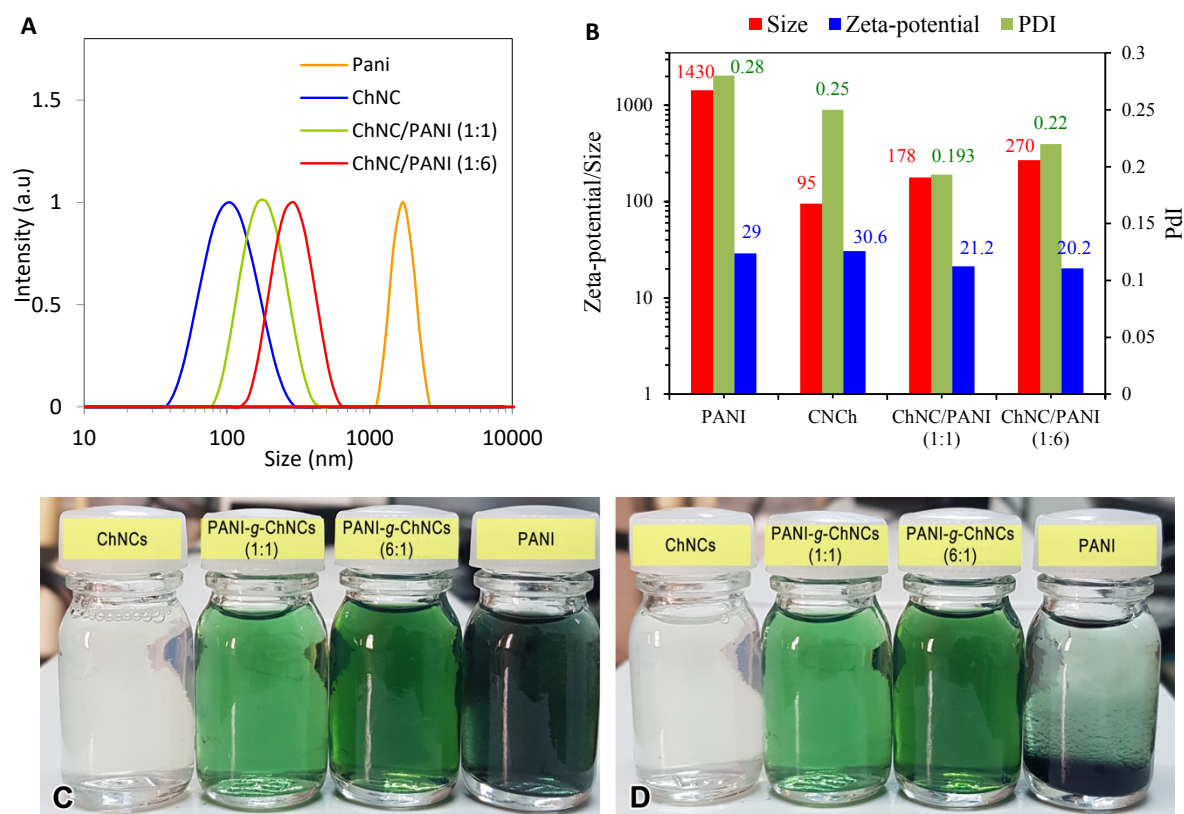 A
Pani
ChNC
ChNC/PANI (1:1)
ChNC/PANI (1:6)
1.5
1
0.5
0
Intensity (a.u)
10
100
1000
10000
Size (nm)
B
Size
Zeta-potential
PDI
1000
100
10
1
Zeta-potential/Size
0.3
0.25
0.2
0.15
0.1
0.05
0
PdI
1430
0.28
29
95
0.25
30.6
178
0.193
21.2
270
0.22
20.2
PANI
CNCh
ChNC/PANI
(1:1)
ChNC/PANI
(1:6)
ChNCs
PANI-g-ChNCs
(1:1)
PANI-g-ChNCs
(6:1)
PANI
C
ChNCs
PANI-g-ChNCs
(1:1)
PANI-g-ChNCs
(6:1)
PANI
D